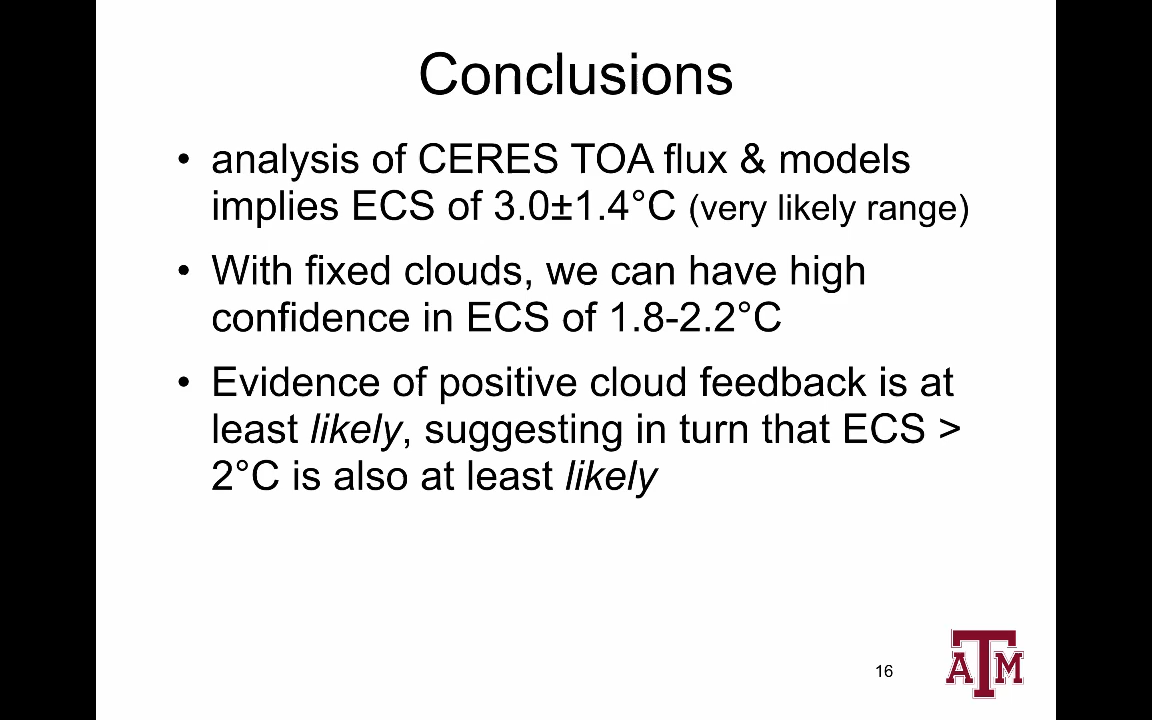 Conclusions
• analysis of CERES TOA flux & models
implies ECS of 3.0±1.4°C (very likely range)
• With fixed clouds, we can have high
confidence in ECS of 1.8-2.2°C
• Evidence of positive cloud feedback is at
least likely, suggesting in turn that ECS >
2°C is also at least likely
16
ATM